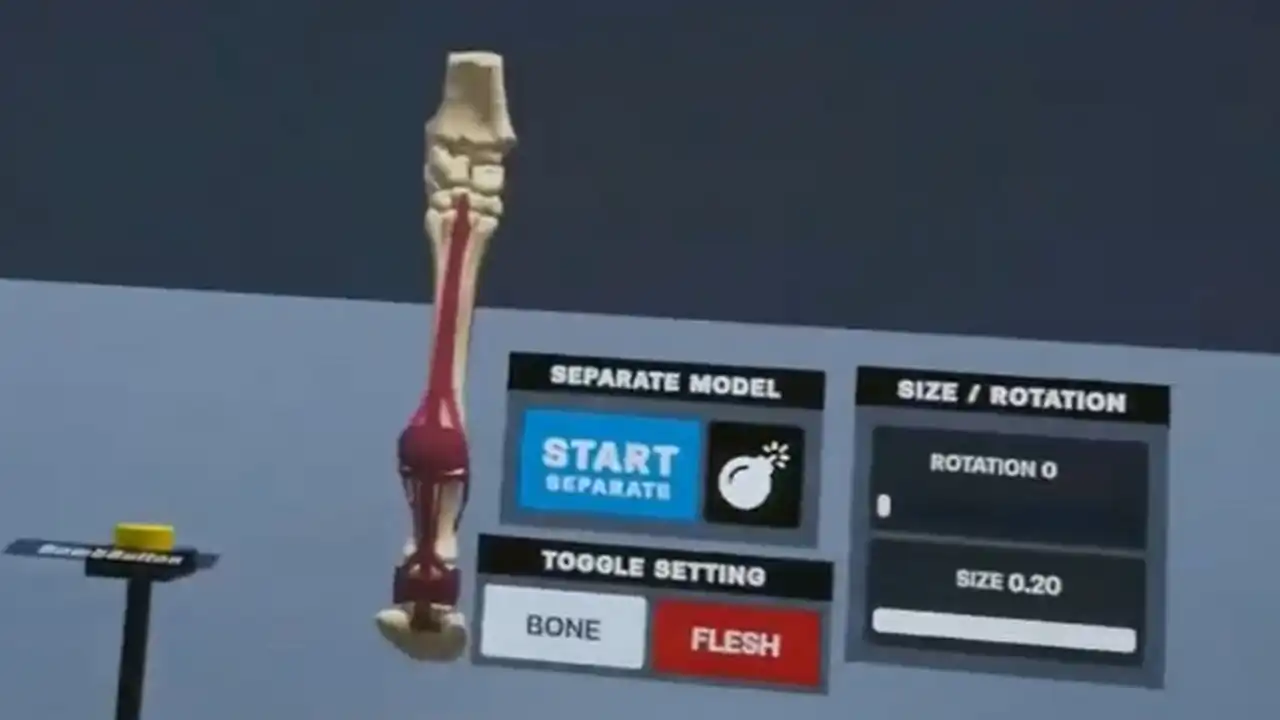 SEPARATE MODEL
START
SEPARATE
TOGGLE SETTING
BONE
FLESH
SIZE / ROTATION
ROTATION 0
SIZE 0.20